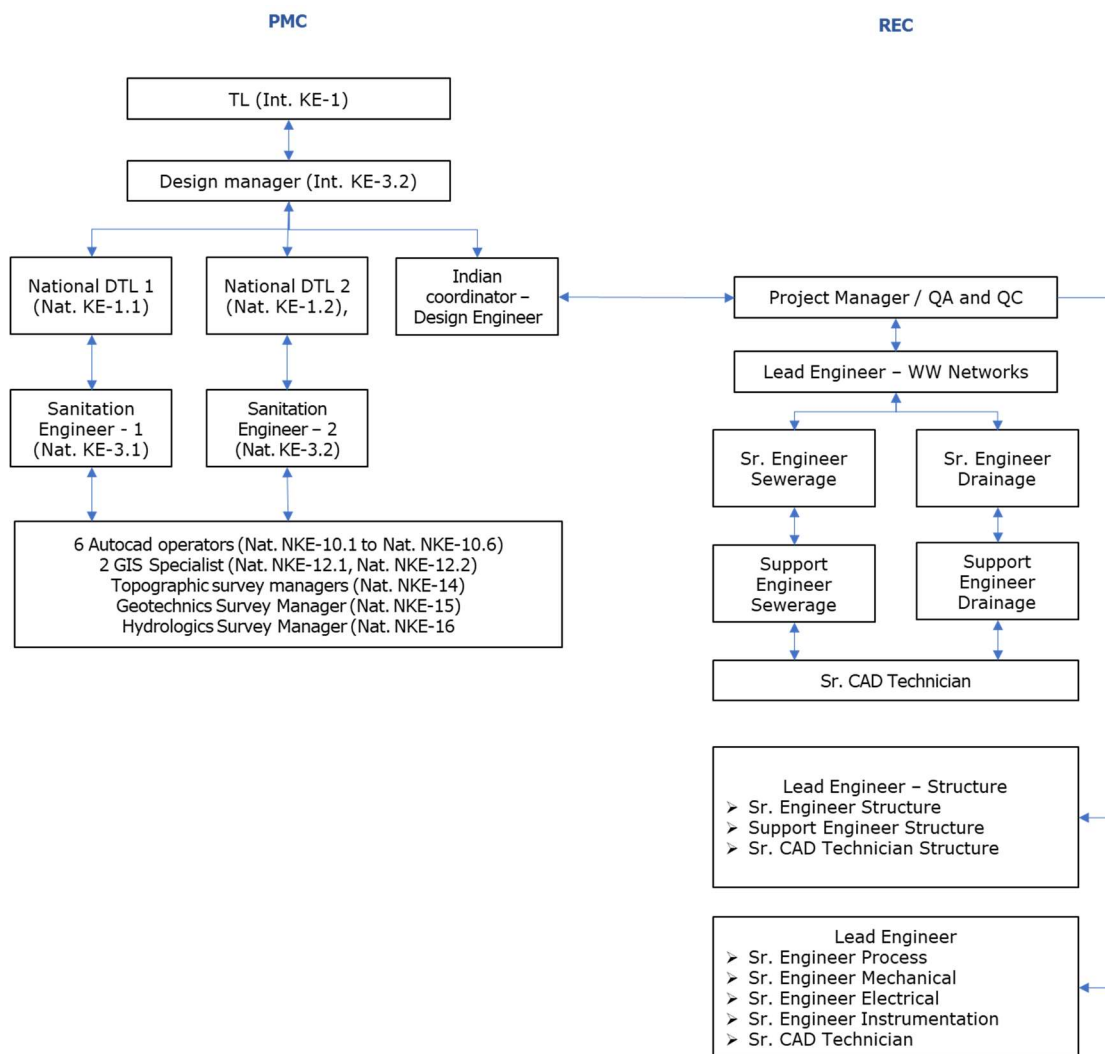 PMC
TL (Int. KE-1)
Design manager (Int. KE-3.2)
National DTL 1
(Nat. KE-1.1)
National DTL 2
(Nat. KE-1.2),
Indian
coordinator –
Design Engineer
Sanitation
Engineer - 1
(Nat. KE-3.1)
Sanitation
Engineer – 2
(Nat. KE-3.2)
6 Autocad operators (Nat. NKE-10.1 to Nat. NKE-10.6)
2 GIS Specialist (Nat. NKE-12.1, Nat. NKE-12.2)
Topographic survey managers (Nat. NKE-14)
Geotechnics Survey Manager (Nat. NKE-15)
Hydrologics Survey Manager (Nat. NKE-16
REC
Project Manager / QA and QC
Lead Engineer – WW Networks
Sr. Engineer
Sewerage
Sr. Engineer
Drainage
Support
Engineer
Sewerage
Support
Engineer
Drainage
Sr. CAD Technician
Lead Engineer – Structure
➢ Sr. Engineer Structure
➢ Support Engineer Structure
➢ Sr. CAD Technician Structure
Lead Engineer
➢ Sr. Engineer Process
➢ Sr. Engineer Mechanical
➢ Sr. Engineer Electrical
➢ Sr. Engineer Instrumentation
➢ Sr. CAD Technician